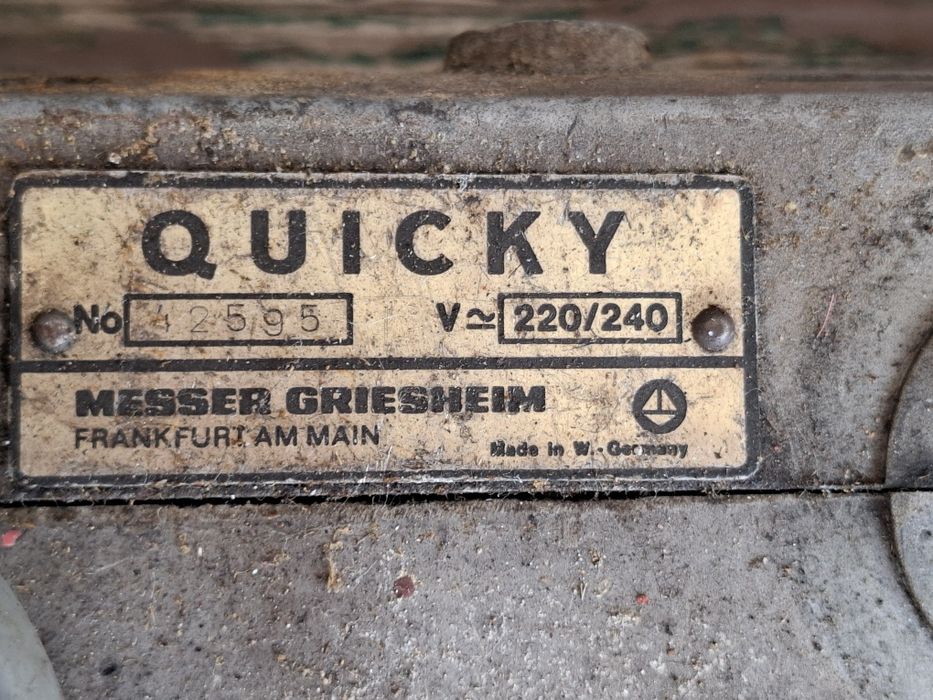 QUICKY
No 42595 V≃ 220/240
MESSER GRIESHEIM
FRANKFURT AM MAIN
Made in W.-Germany